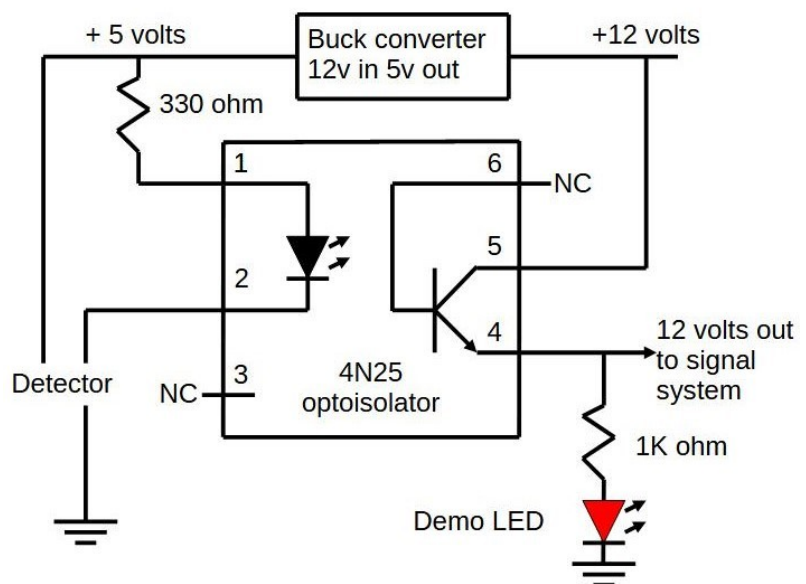 + 5 volts
Buck converter
12v in 5v out
+12 volts
330 ohm
1
6
NC
5
2
4
12 volts out
to signal
system
3
Detector
NC
4N25
optoisolator
1K ohm
Demo LED